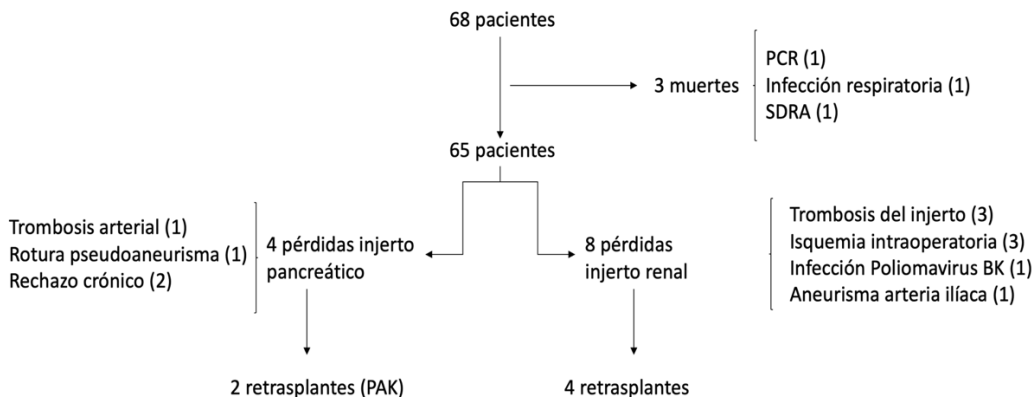 68 pacientes
3 muertes
PCR (1)
Infección respiratoria (1)
SDRA (1)
65 pacientes
Trombosis arterial (1)
Rotura pseudoaneurisma (1)
Rechazo crónico (2)
4 pérdidas injerto
pancreático
8 pérdidas
injerto renal
Trombosis del injerto (3)
Isquemia intraoperatoria (3)
Infección Poliomavirus BK (1)
Aneurisma arteria ilíaca (1)
2 retrasplantes (PAK)
4 retrasplantes